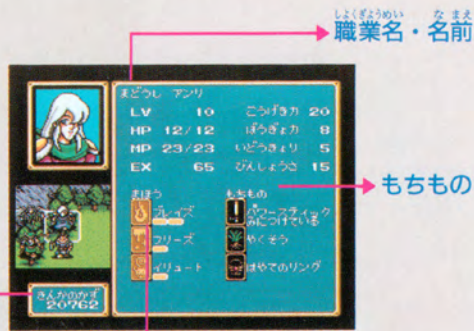 しょくぎょうめい なまえ
職業名・名前
まどうし アンリ
LV 10 こうげき力 20
HP 12/12 ぼうぎょ力 8
MP 23/23 いどうきょり 5
EX 65 びんしょうさ 15
まほう もちもの
ブレイズ パワースティック
みにつけている
フリーズ やくそう
イリュート はやてのリング
もちもの
きんかのかず
20762